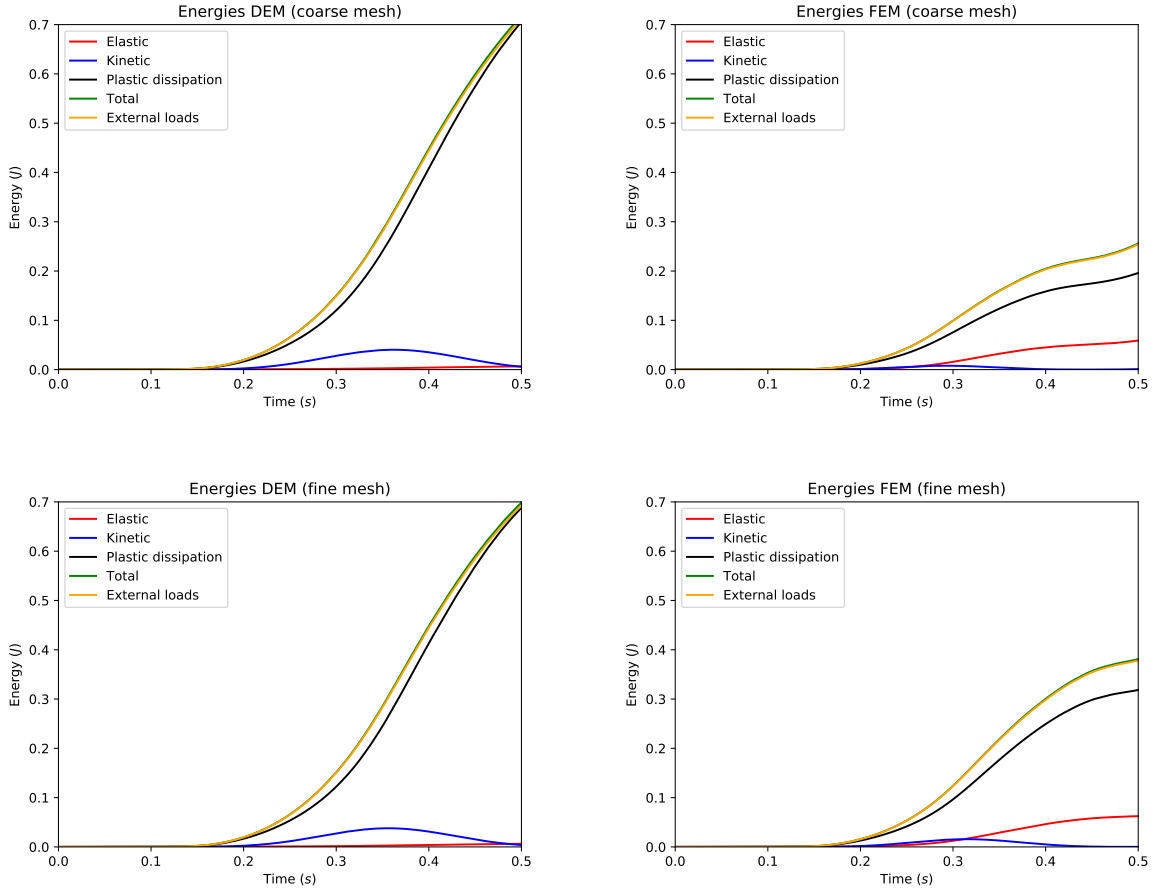 Energies DEM (coarse mesh)
0.7
0.6
0.5
0.4
0.3
0.2
0.1
0.0
Energy (J)
Elastic
Kinetic
Plastic dissipation
Total
External loads
0.0 0.1 0.2 0.3 0.4 0.5
Time (s)
Energies FEM (coarse mesh)
0.7
0.6
0.5
0.4
0.3
0.2
0.1
0.0
Energy (J)
Elastic
Kinetic
Plastic dissipation
Total
External loads
0.0 0.1 0.2 0.3 0.4 0.5
Time (s)
Energies DEM (fine mesh)
0.7
0.6
0.5
0.4
0.3
0.2
0.1
0.0
Energy (J)
Elastic
Kinetic
Plastic dissipation
Total
External loads
0.0 0.1 0.2 0.3 0.4 0.5
Time (s)
Energies FEM (fine mesh)
0.7
0.6
0.5
0.4
0.3
0.2
0.1
0.0
Energy (J)
Elastic
Kinetic
Plastic dissipation
Total
External loads
0.0 0.1 0.2 0.3 0.4 0.5
Time (s)